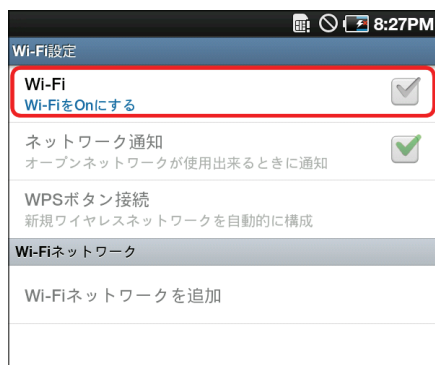 8:27PM
Wi-Fi設定
Wi-Fi
Wi-FiをOnにする
ネットワーク通知
オープンネットワークが使用出来るときに通知
WPSボタン接続
新規ワイヤレスネットワークを自動的に構成
Wi-Fiネットワーク
Wi-Fiネットワークを追加